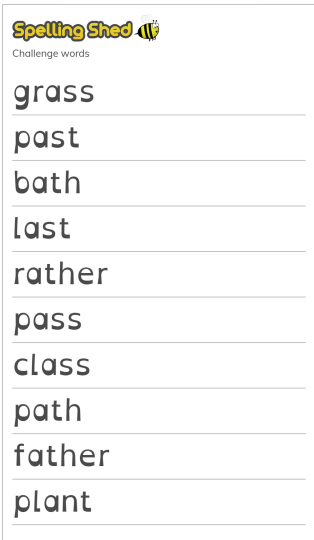 Spelling Shed
Challenge words
grass
past
bath
last
rather
pass
class
path
father
plant